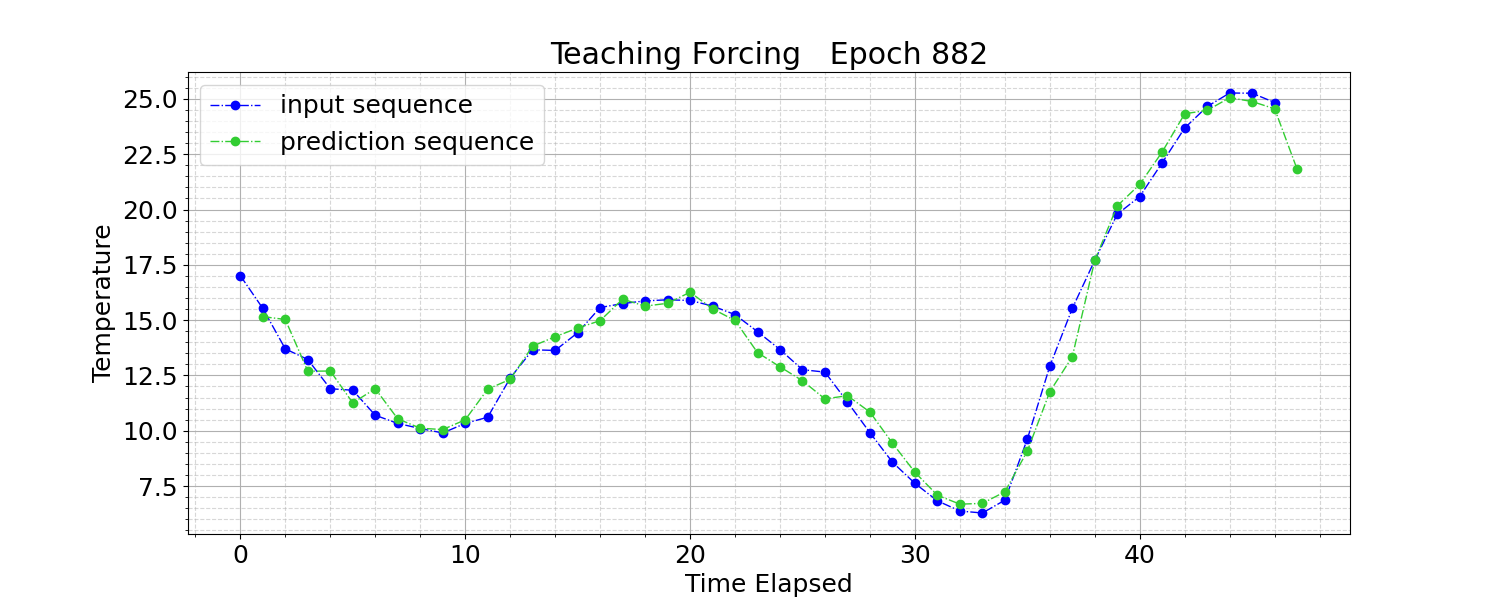 Teaching Forcing   Epoch 882
input sequence
prediction sequence
Temperature
25.0
22.5
20.0
17.5
15.0
12.5
10.0
7.5
0 10 20 30 40
Time Elapsed